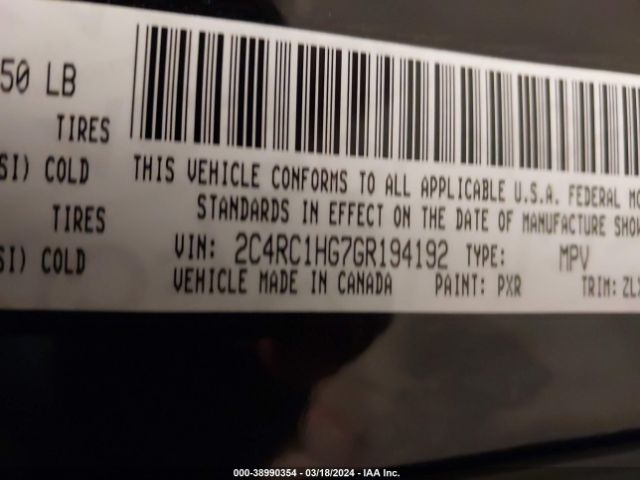 50 LB
TIRES
SI) COLD
THIS VEHICLE CONFORMS TO ALL APPLICABLE U.S.A. FEDERAL MO
TIRES
STANDARDS IN EFFECT ON THE DATE OF MANUFACTURE SHOW
SI) COLD
VIN: 2C4RC1HG7GR194192 TYPE: MPV
VEHICLE MADE IN CANADA PAINT: PXR TRIM: ZLX
000-38990354 - 03/18/2024 - IAA Inc.